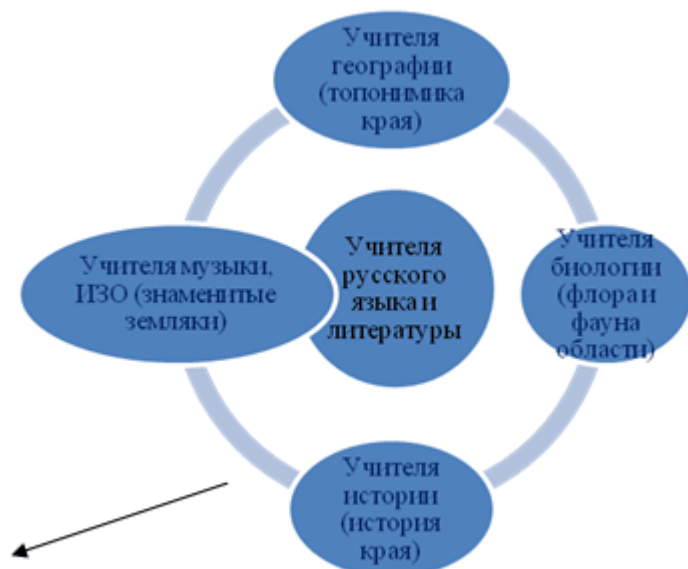 Учителя
географии
(топонимика
края)
Учителя музыки,
ИЗО (знаменитые
земляки)
Учителя
русского
языка и
литературы
Учителя
биологии
(флора и
фауна
области)
Учителя
истории
(история
края)